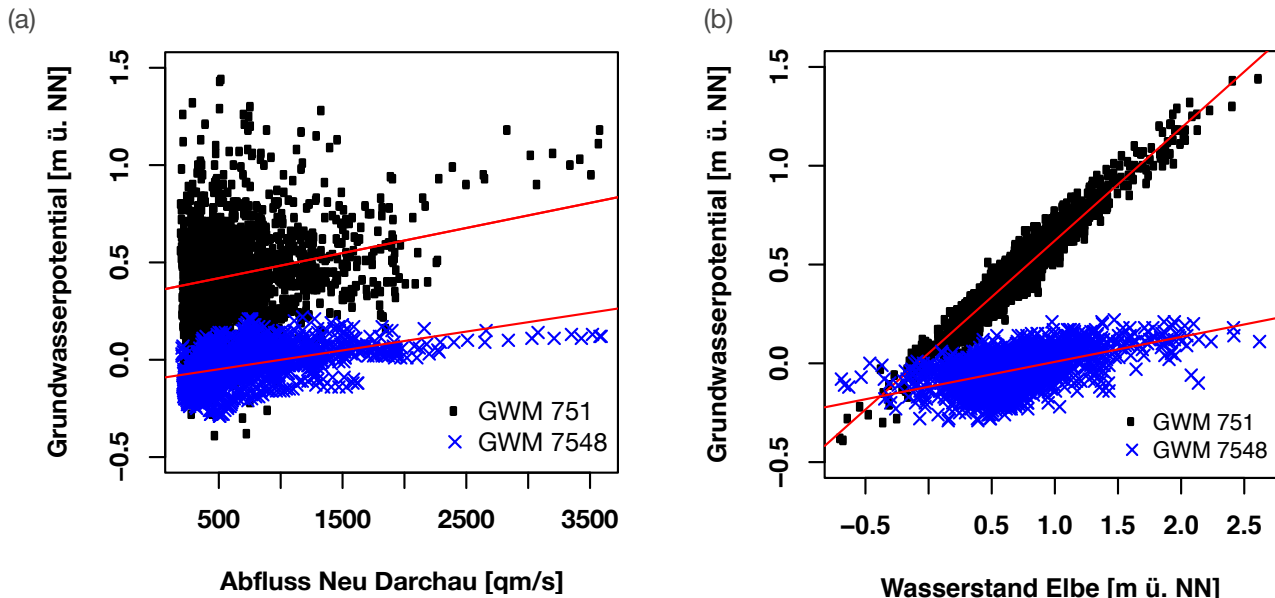 (a)
Grundwasserpotential [m ü. NN]
1.5
1.0
0.5
0.0
−0.5
GWM 751
GWM 7548
500
1500
2500
3500
Abfluss Neu Darchau [qm/s]
(b)
Grundwasserpotential [m ü. NN]
1.5
1.0
0.5
0.0
−0.5
GWM 751
GWM 7548
−0.5
0.5
1.0
1.5
2.0
2.5
Wasserstand Elbe [m ü. NN]